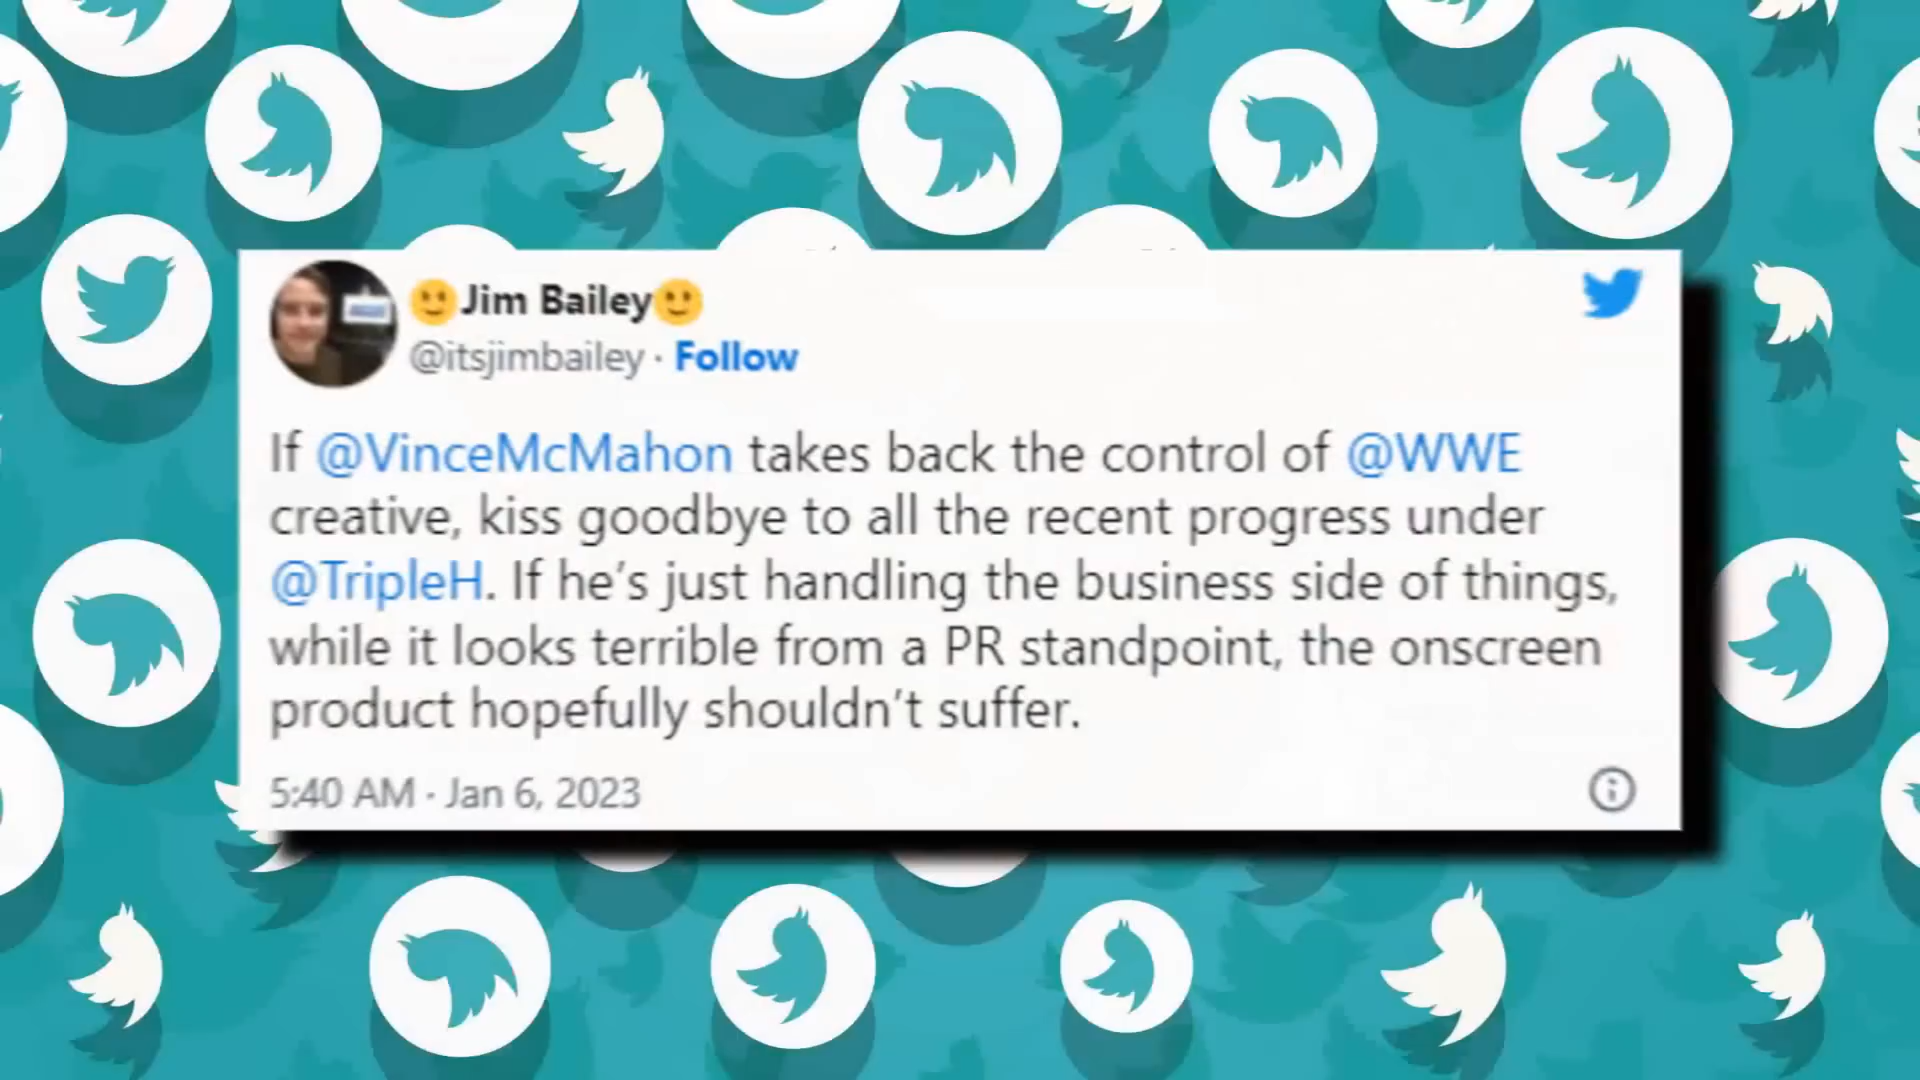 🙂Jim Bailey🙂
@itsjimbailey · Follow
If @VinceMcMahon takes back the control of @WWE
creative, kiss goodbye to all the recent progress under
@TripleH. If he’s just handling the business side of things,
while it looks terrible from a PR standpoint, the onscreen
product hopefully shouldn’t suffer.
5:40 AM · Jan 6, 2023